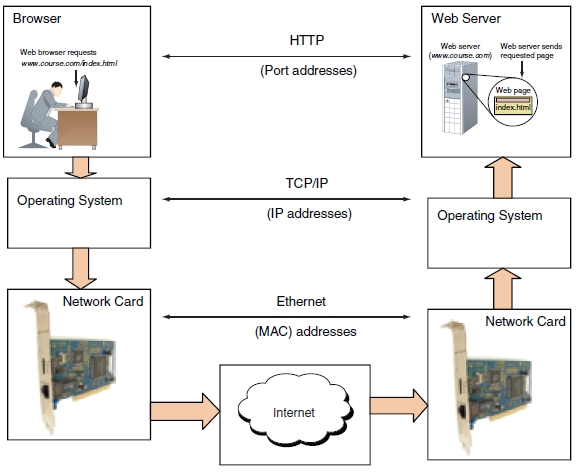 Browser
Web browser requests
www.course.com/index.html
HTTP
(Port addresses)
Web Server
Web server
(www.course.com)
Web server sends
requested page
Web page
index.html
Operating System
TCP/IP
(IP addresses)
Operating System
Network Card
Ethernet
(MAC) addresses
Network Card
Internet